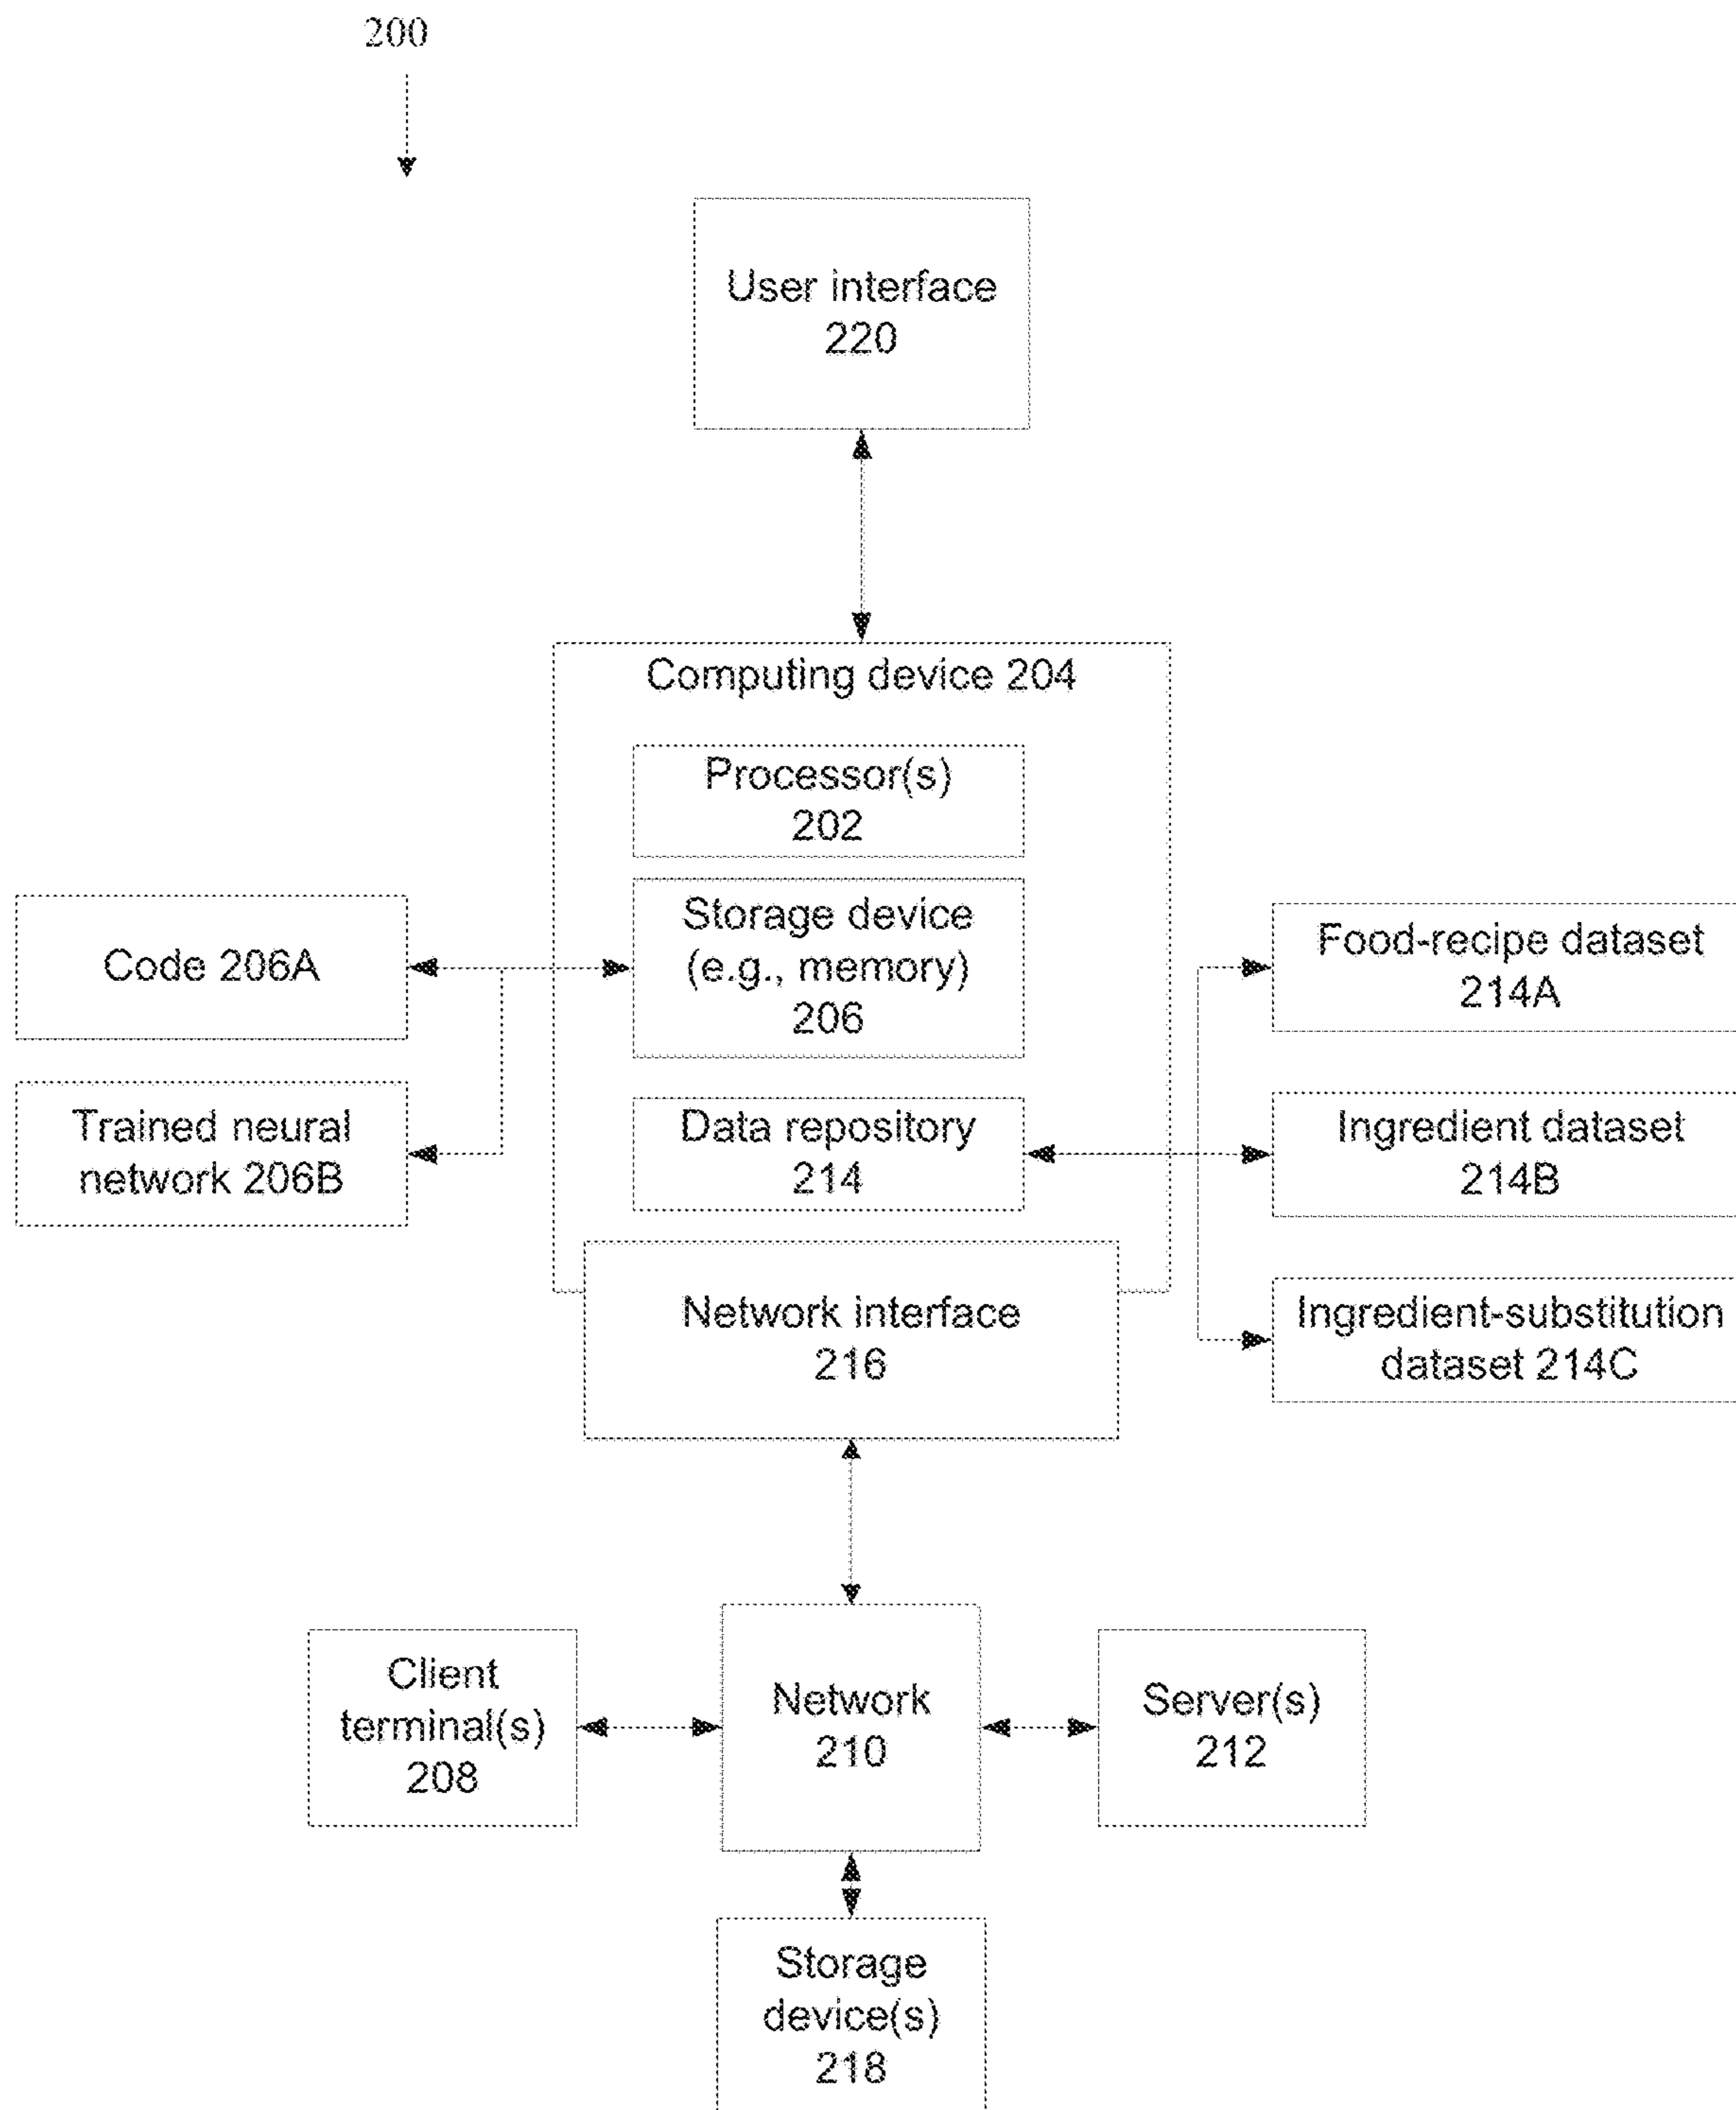 200
User interface
220
Computing device 204
Processor(s)
202
Storage device
(e.g., memory)
206
Code 206A
Trained neural
network 206B
Data repository
214
Food-recipe dataset
214A
Ingredient dataset
214B
Ingredient-substitution
dataset 214C
Network interface
216
Client
terminal(s)
208
Network
210
Server(s)
212
Storage
device(s)
218